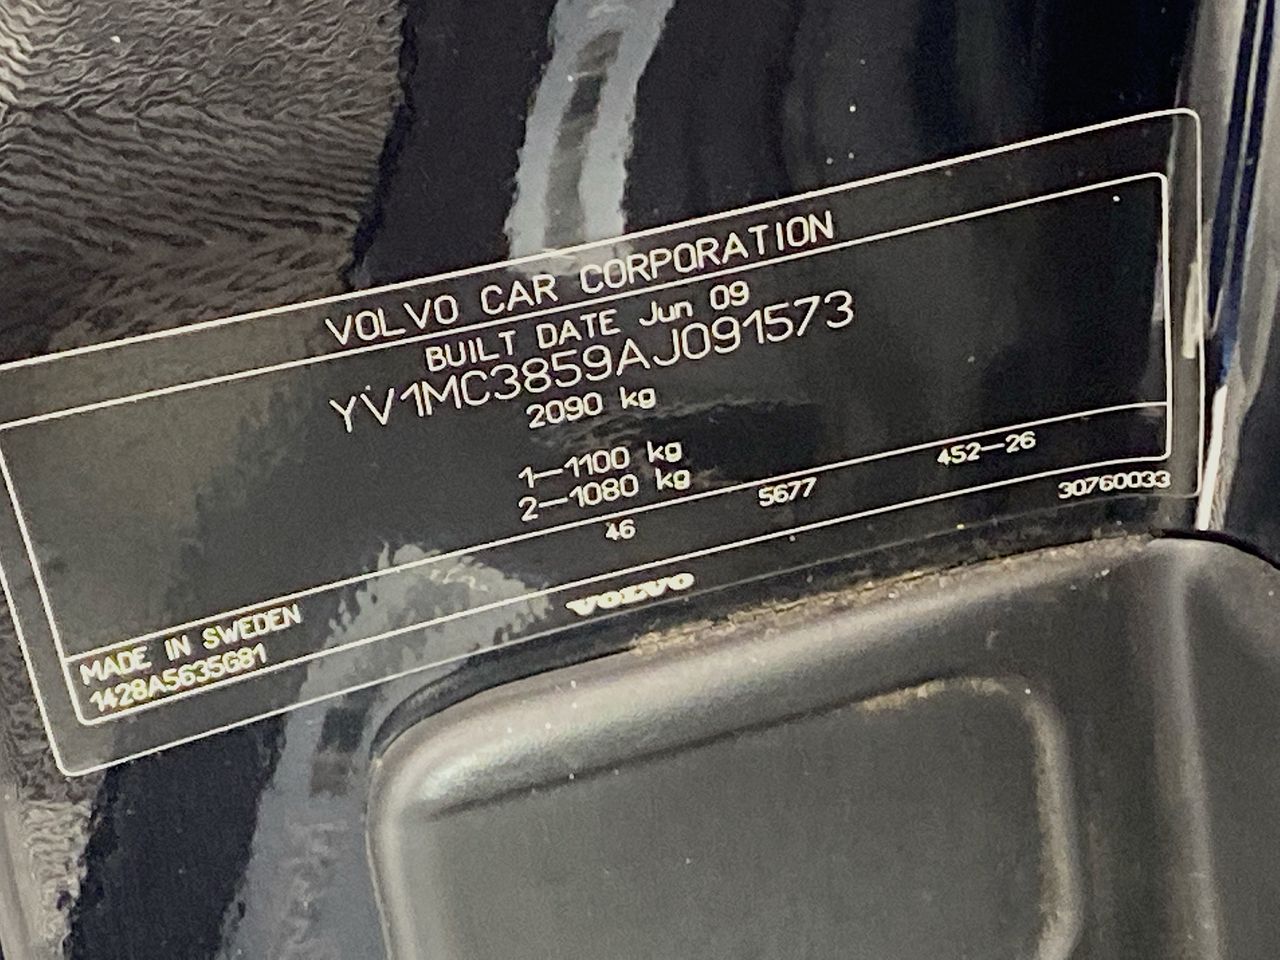 VOLVO CAR CORPORATION
BUILT DATE Jun 09
YV1MC3859AJ091573
2090 kg
1-1100 kg
2-1080 kg
46 5677 452-26
MADE IN SWEDEN
1428A5635G81
30760033
VOLVO